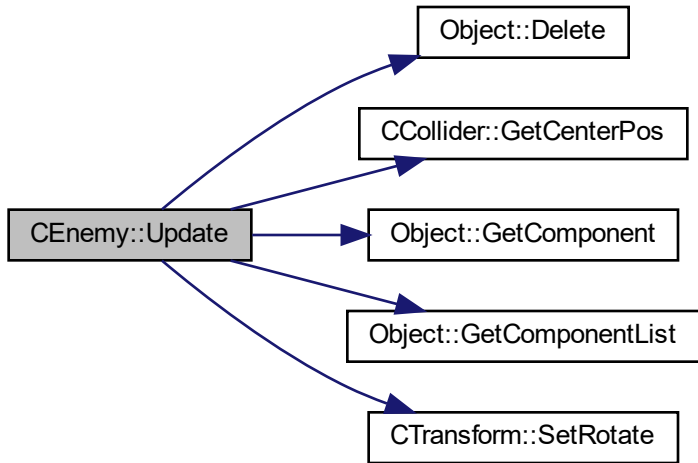 Object::Delete
CCollider::GetCenterPos
CEnemy::Update
Object::GetComponent
Object::GetComponentList
CTransform::SetRotate